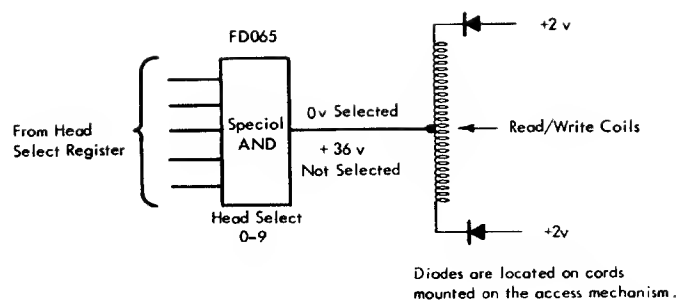 FD065
+2 v
From Head
Select Register
Speciol
AND
0v Selected
+ 36 v
Not Selected
Read/Write Coils
Head Select
0-9
+2v
Diodes are located on cords
mounted on the access mechanism.